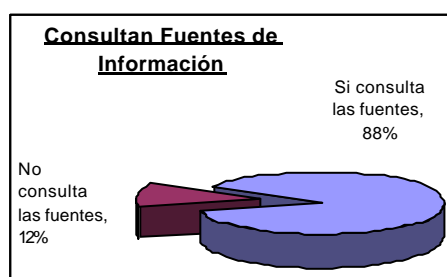 Consultan Fuentes de
Información
Si consulta
las fuentes,
88%
No
consulta
las fuentes,
12%